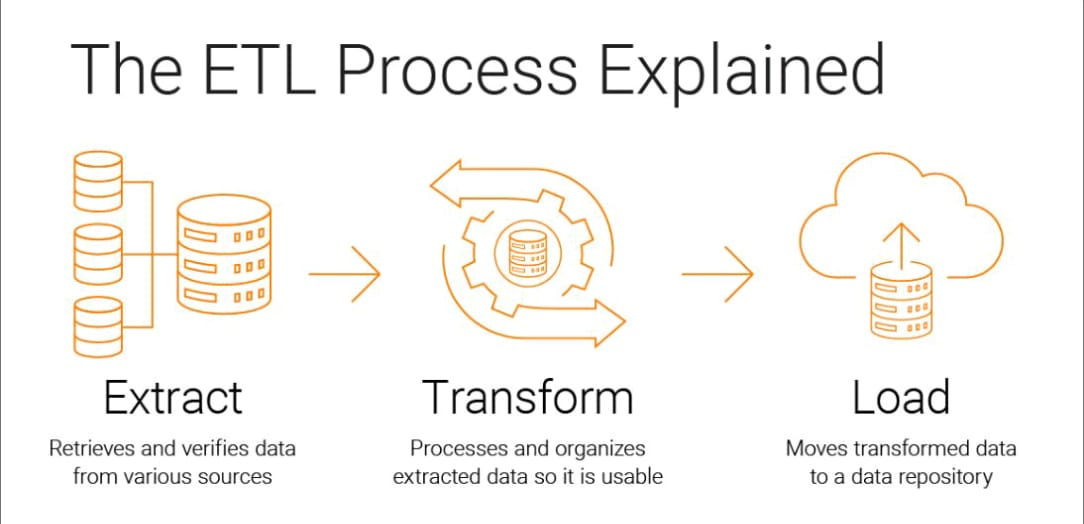 The ETL Process Explained
Extract
Retrieves and verifies data
from various sources
Transform
Processes and organizes
extracted data so it is usable
Load
Moves transformed data
to a data repository